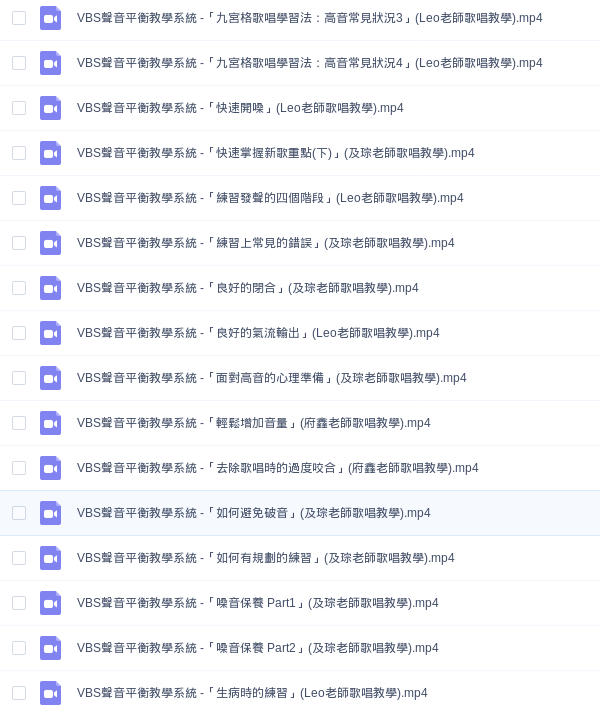 VBS聲音平衡教學系統 -「九宮格歌唱學習法：高音常見狀況3」(Leo老師歌唱教學).mp4
VBS聲音平衡教學系統 -「九宮格歌唱學習法：高音常見狀況4」(Leo老師歌唱教學).mp4
VBS聲音平衡教學系統 -「快速開嗓」(Leo老師歌唱教學).mp4
VBS聲音平衡教學系統 -「快速掌握新歌重點(下)」(及琮老師歌唱教學).mp4
VBS聲音平衡教學系統 -「練習發聲的四個階段」(Leo老師歌唱教學).mp4
VBS聲音平衡教學系統 -「練習上常見的錯誤」(及琮老師歌唱教學).mp4
VBS聲音平衡教學系統 -「良好的閉合」(及琮老師歌唱教學).mp4
VBS聲音平衡教學系統 -「良好的氣流輸出」(Leo老師歌唱教學).mp4
VBS聲音平衡教學系統 -「面對高音的心理準備」(及琮老師歌唱教學).mp4
VBS聲音平衡教學系統 -「輕鬆增加音量」(府鑫老師歌唱教學).mp4
VBS聲音平衡教學系統 -「去除歌唱時的過度咬合」(府鑫老師歌唱教學).mp4
VBS聲音平衡教學系統 -「如何避免破音」(及琮老師歌唱教學).mp4
VBS聲音平衡教學系統 -「如何有規劃的練習」(及琮老師歌唱教學).mp4
VBS聲音平衡教學系統 -「嗓音保養 Part1」(及琮老師歌唱教學).mp4
VBS聲音平衡教學系統 -「嗓音保養 Part2」(及琮老師歌唱教學).mp4
VBS聲音平衡教學系統 -「生病時的練習」(Leo老師歌唱教學).mp4